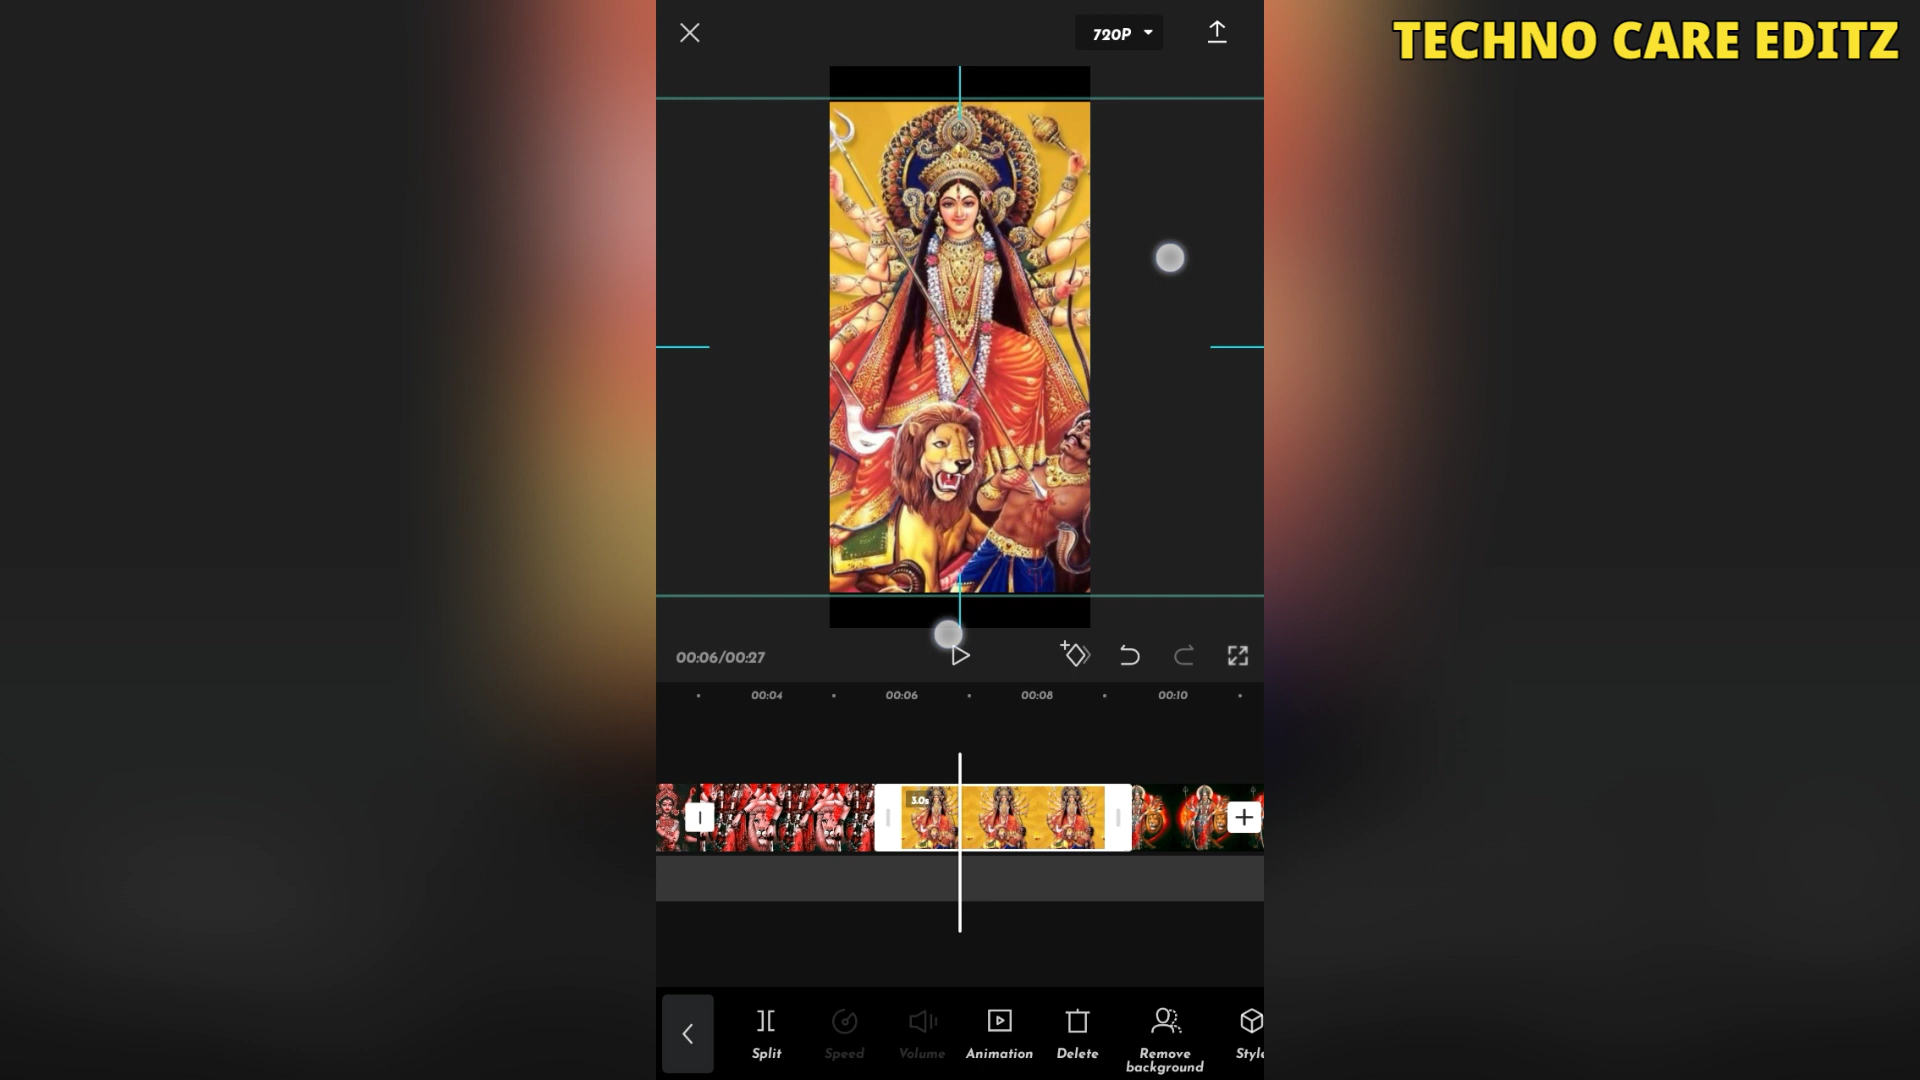 720P
TECHNO CARE EDITZ
00:06/00:27
00:04
00:06
00:08
00:10
3.0s
Split
Speed
Volume
Animation
Delete
Remove
background
Style